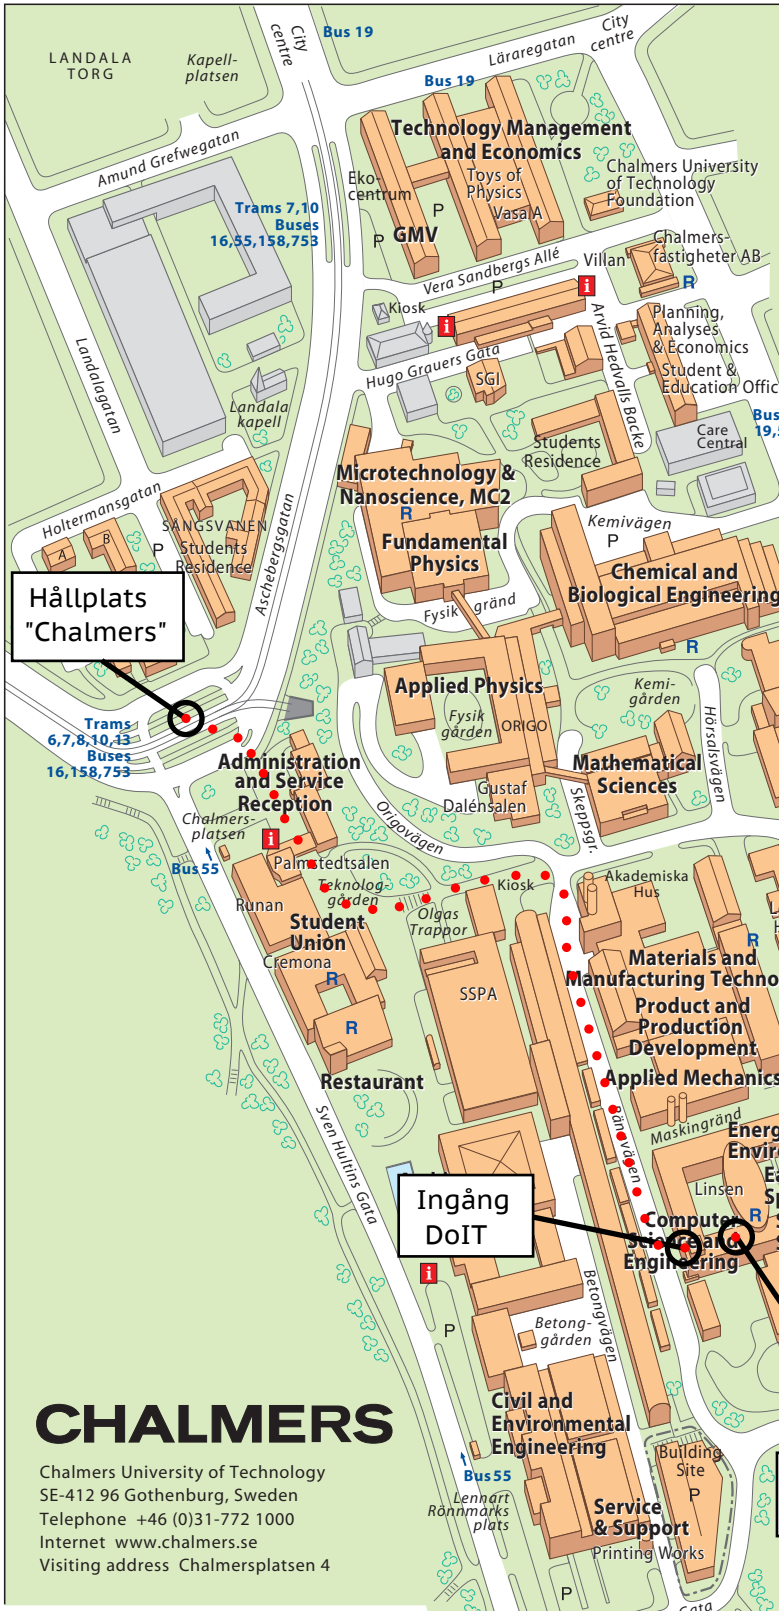 LANDALA
TORG
Kapell-
platsen
City
centre
Bus 19
Läraregatan
City
centre
Bus 19
Amund Grefwegatan
Technology Management
and Economics
Eko-
centrum
Toys of
Physics
Vasa A
P
P
GMV
Chalmers University
of Technology
Foundation
Trams 7,10
Buses
16,55,158,753
Vera Sandbergs Allé
P
Villan
Chalmers-
fastigheter AB
R
i
Kiosk
i
Arvid Hedvalls Backe
Planning,
Analyses
& Economics
Student &
Education Offic
Landalagatan
Hugo Grauers Gata
SGI
Landala
kapell
Bus
Care
Central
Students
Residence
Microtechnology &
Nanoscience, MC2
R
Holtermansgatan
A
B
P
SÄNGSVANEN
Students
Residence
Aschebergsgatan
Fundamental
Physics
Kemivägen
P
Chemical and
Biological Engineering
Hållplats
"Chalmers"
Fysikgränd
R
Applied Physics
Fysik
gården
ORIGO
Kemi-
gården
Hörsalsvägen
Trams
6,7,8,10,13
Buses
16,158,753
Administration
and Service
Reception
Mathematical
Sciences
Gustaf
Dalénsalen
Skeppsgr.
Chalmers-
platsen
i
Origovägen
Bus 55
Palmstedtsalen
Teknolog-
gården
Kiosk
Akademiska
Hus
Runan
Student
Union
Cremona
R
R
Olgas
Trappor
SSPA
R
Materials and
Manufacturing Techno
Product and
Production
Development
Restaurant
Applied Mechanics
Sven Hultins Gata
Rännvägen
Maskingränd
Energ
Enviro
Ea
Sp
Linsen
R
Ingång
DoIT
Computer
Science and
Engineering
i
P
Betongvägen
Betong-
gården
Civil and
Environmental
Engineering
CHALMERS
Chalmers University of Technology
SE-412 96 Gothenburg, Sweden
Telephone +46 (0)31-772 1000
Internet www.chalmers.se
Visiting address Chalmersplatsen 4
Bus 55
Lennart
Rönnmarks
plats
Building
Site
P
Service
& Support
Printing Works
P
Gata